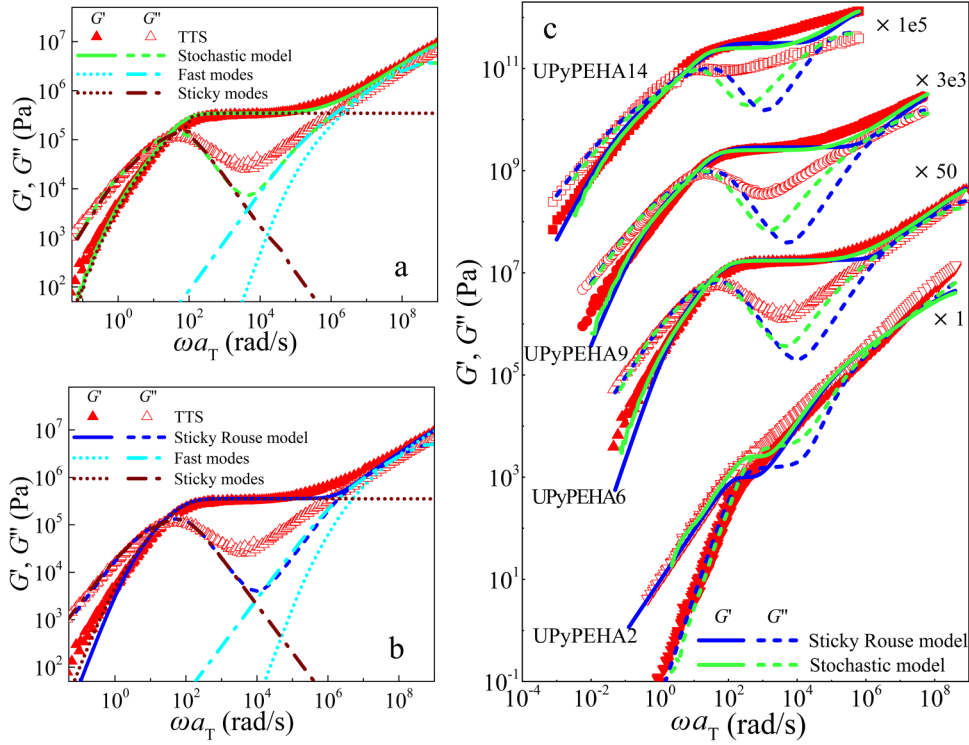 G' G"
TTS
Stochastic model
Fast modes
Sticky modes
10^7
10^6
10^5
10^4
10^3
10^2
G', G" (Pa)
a
10^0 10^2 10^4 10^6 10^8
ωa_T (rad/s)
G' G"
TTS
Sticky Rouse model
Fast modes
Sticky modes
10^7
10^6
10^5
10^4
10^3
10^2
G', G" (Pa)
b
10^0 10^2 10^4 10^6 10^8
ωa_T (rad/s)
c
× 1e5
UPyPEHA14
× 3e3
× 50
UPyPEHA9
× 1
UPyPEHA6
UPyPEHA2
10^11
10^9
10^7
10^5
10^3
10^1
10^-1
G', G" (Pa)
G' G"
Sticky Rouse model
Stochastic model
10^-4 10^-2 10^0 10^2 10^4 10^6 10^8
ωa_T (rad/s)